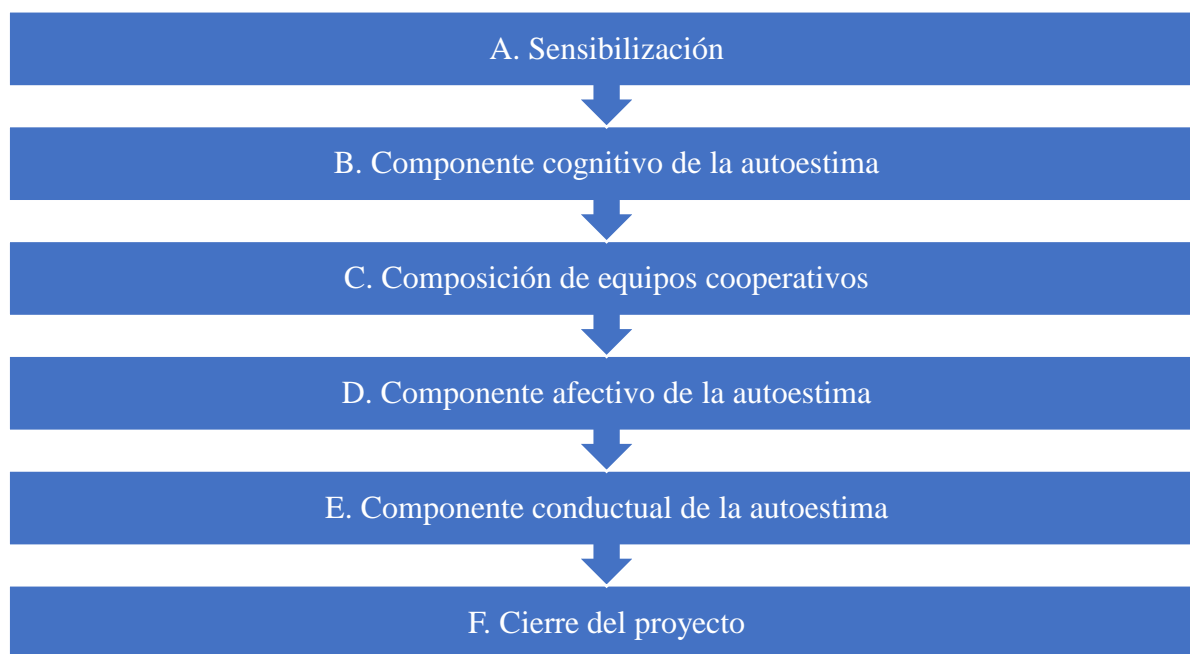 A. Sensibilización
B. Componente cognitivo de la autoestima
C. Composición de equipos cooperativos
D. Componente afectivo de la autoestima
E. Componente conductual de la autoestima
F. Cierre del proyecto